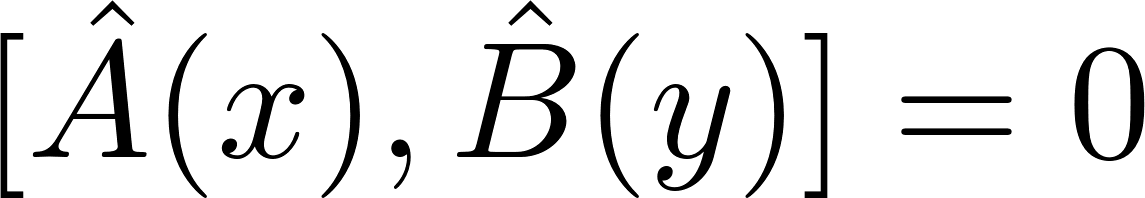 [Â(x), B̂(y)] = 0